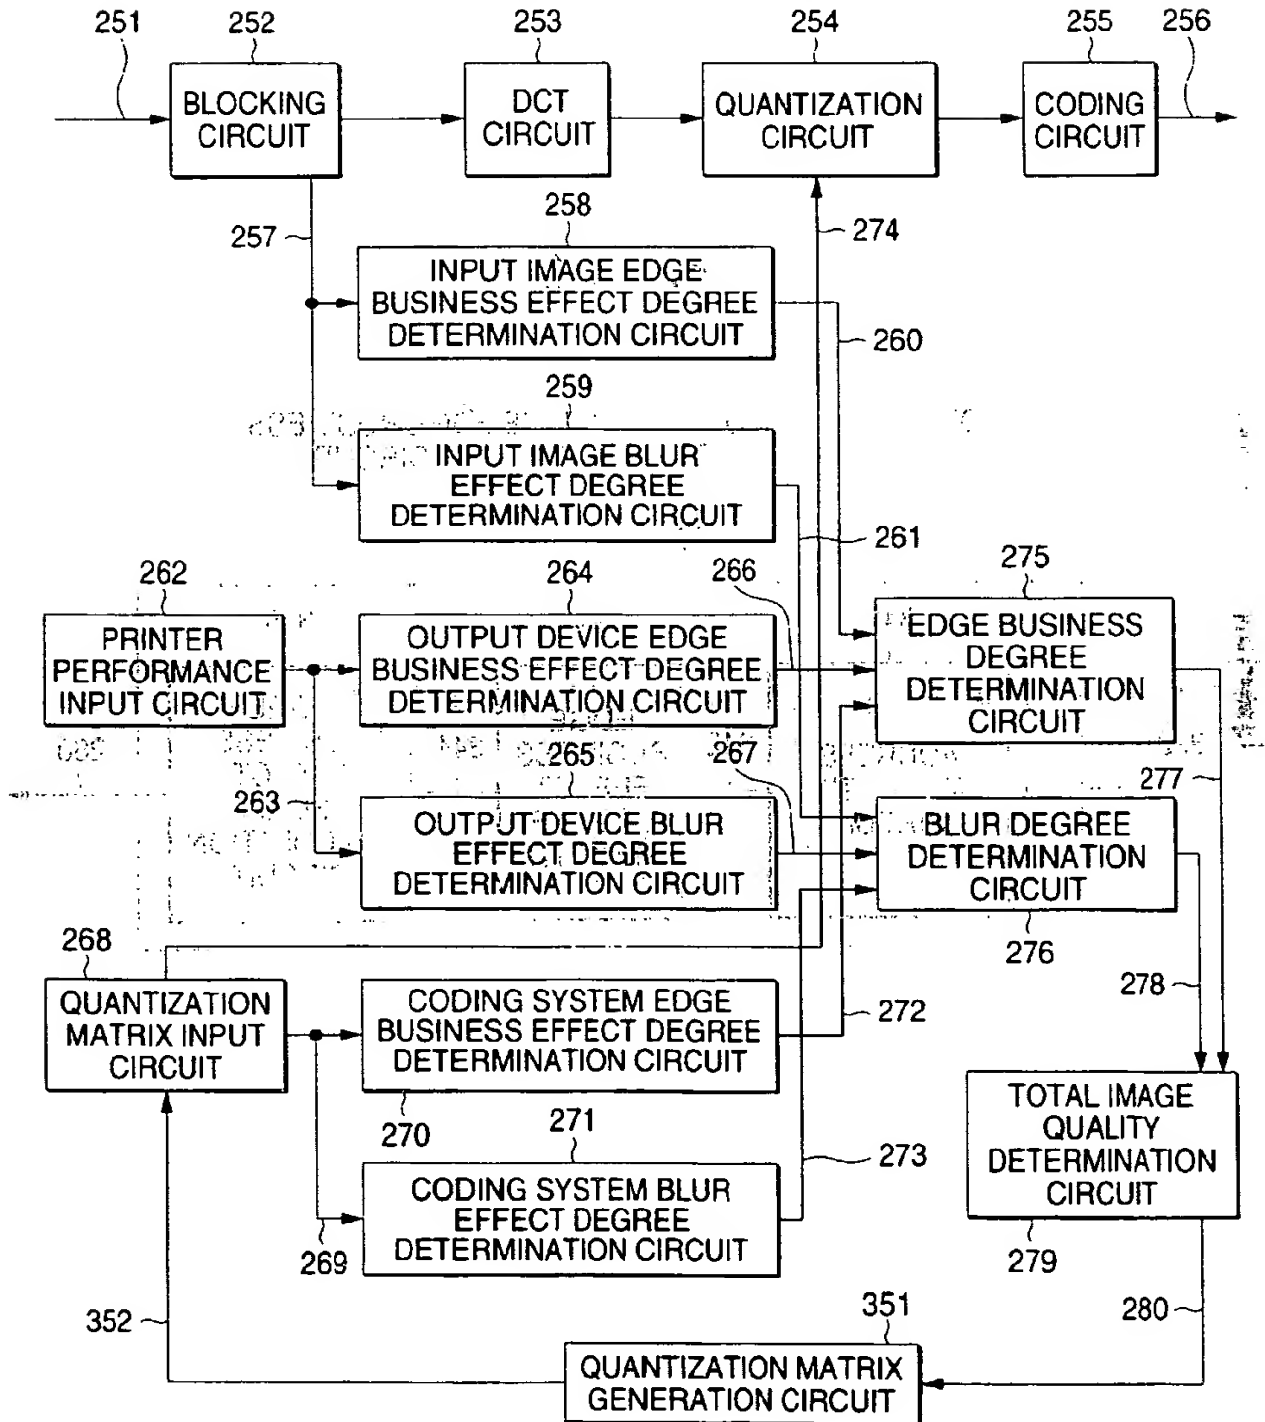 251
252
253
254
255
256
BLOCKING
CIRCUIT
DCT
CIRCUIT
QUANTIZATION
CIRCUIT
CODING
CIRCUIT
257
258
274
INPUT IMAGE EDGE
BUSINESS EFFECT DEGREE
DETERMINATION CIRCUIT
260
259
INPUT IMAGE BLUR
EFFECT DEGREE
DETERMINATION CIRCUIT
261
262
264
266
275
PRINTER
PERFORMANCE
INPUT CIRCUIT
OUTPUT DEVICE EDGE
BUSINESS EFFECT DEGREE
DETERMINATION CIRCUIT
EDGE BUSINESS
DEGREE
DETERMINATION
CIRCUIT
263
265
267
277
OUTPUT DEVICE BLUR
EFFECT DEGREE
DETERMINATION CIRCUIT
BLUR DEGREE
DETERMINATION
CIRCUIT
276
268
278
QUANTIZATION
MATRIX INPUT
CIRCUIT
CODING SYSTEM EDGE
BUSINESS EFFECT DEGREE
DETERMINATION CIRCUIT
272
270
271
273
TOTAL IMAGE
QUALITY
DETERMINATION
CIRCUIT
CODING SYSTEM BLUR
EFFECT DEGREE
DETERMINATION CIRCUIT
269
279
352
351
280
QUANTIZATION MATRIX
GENERATION CIRCUIT